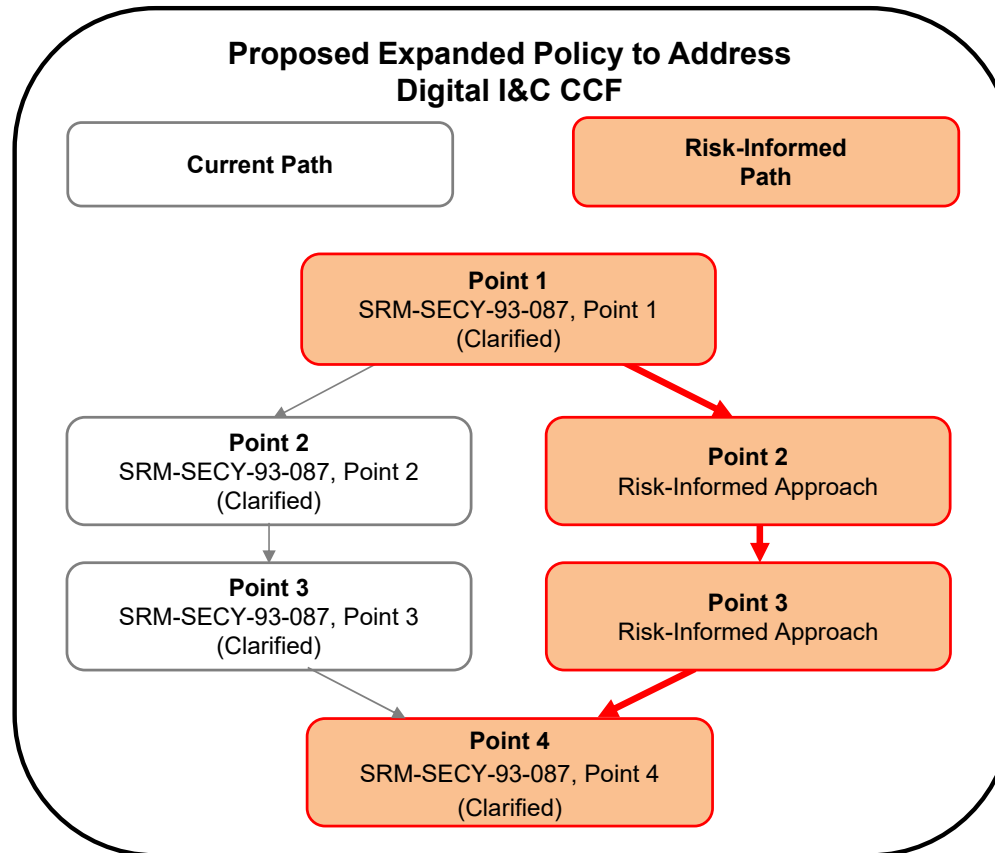 Proposed Expanded Policy to Address
Digital I&C CCF
Current Path
Risk-Informed
Path
Point 1
SRM-SECY-93-087, Point 1
(Clarified)
Point 2
SRM-SECY-93-087, Point 2
(Clarified)
Point 2
Risk-Informed Approach
Point 3
SRM-SECY-93-087, Point 3
(Clarified)
Point 3
Risk-Informed Approach
Point 4
SRM-SECY-93-087, Point 4
(Clarified)